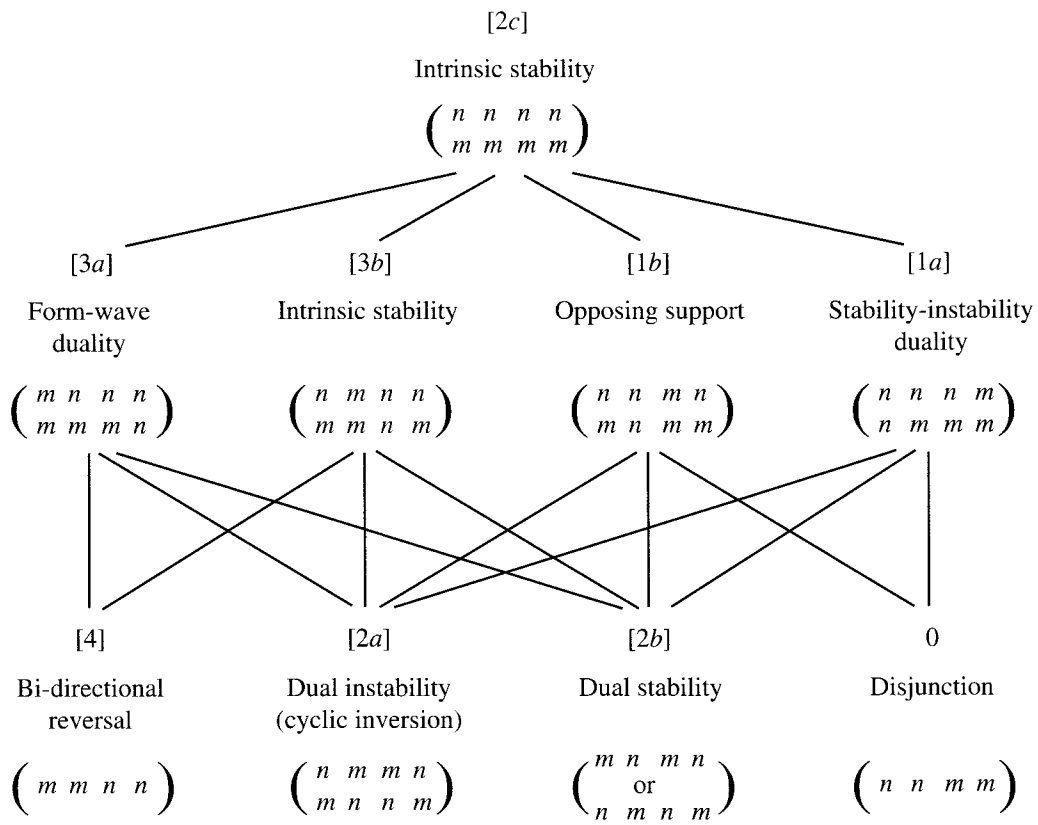 [2c]
Intrinsic stability
( n n n n
m m m m )
[3a] [3b] [1b] [1a]
Form-wave Intrinsic stability Opposing support Stability-instability
duality duality
( m n n n ) ( n m n n ) ( n n m n ) ( n n n m )
( m m m n ) ( m m n m ) ( m n m m ) ( n m m m )
[4] [2a] [2b] 0
Bi-directional Dual instability Dual stability Disjunction
reversal (cyclic inversion)
( m m n n ) ( n m m n ) ( m n m n ) ( n n m m )
or
( m n n m ) ( n m n m )